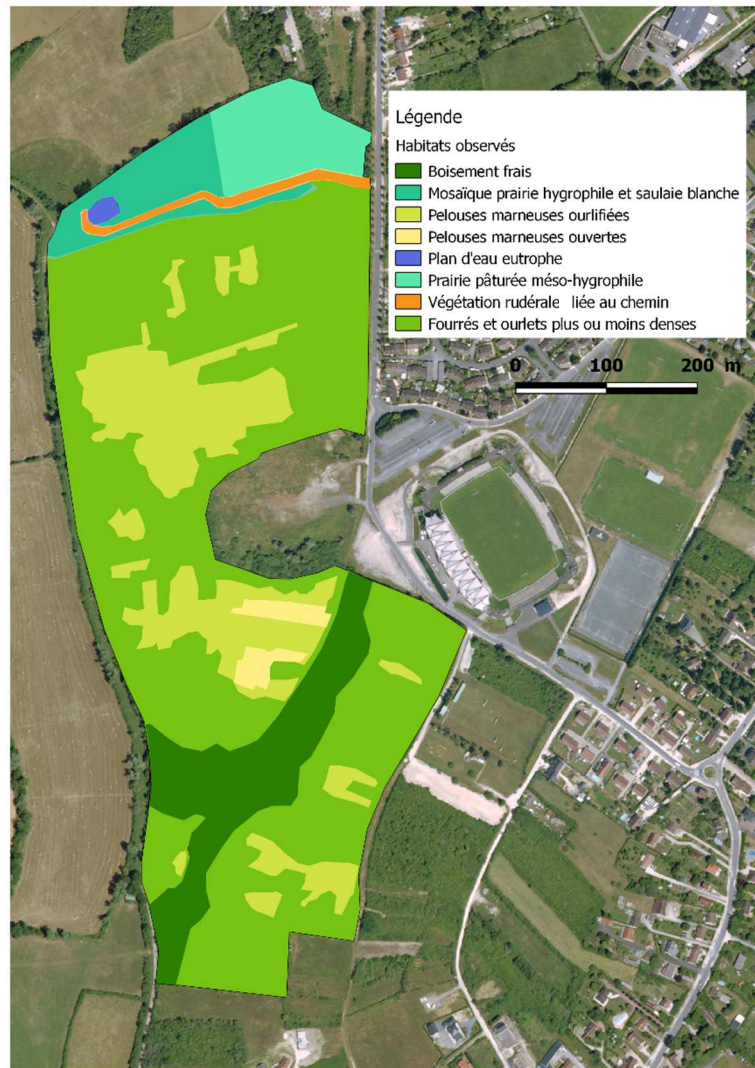 Légende
Habitats observés
Boisement frais
Mosaïque prairie hygrophile et saulaie blanche
Pelouses marneuses ourlifiées
Pelouses marneuses ouvertes
Plan d'eau eutrophe
Prairie pâturée méso-hygrophile
Végétation rudérale liée au chemin
Fourrés et ourlets plus ou moins denses
0 100 200 m